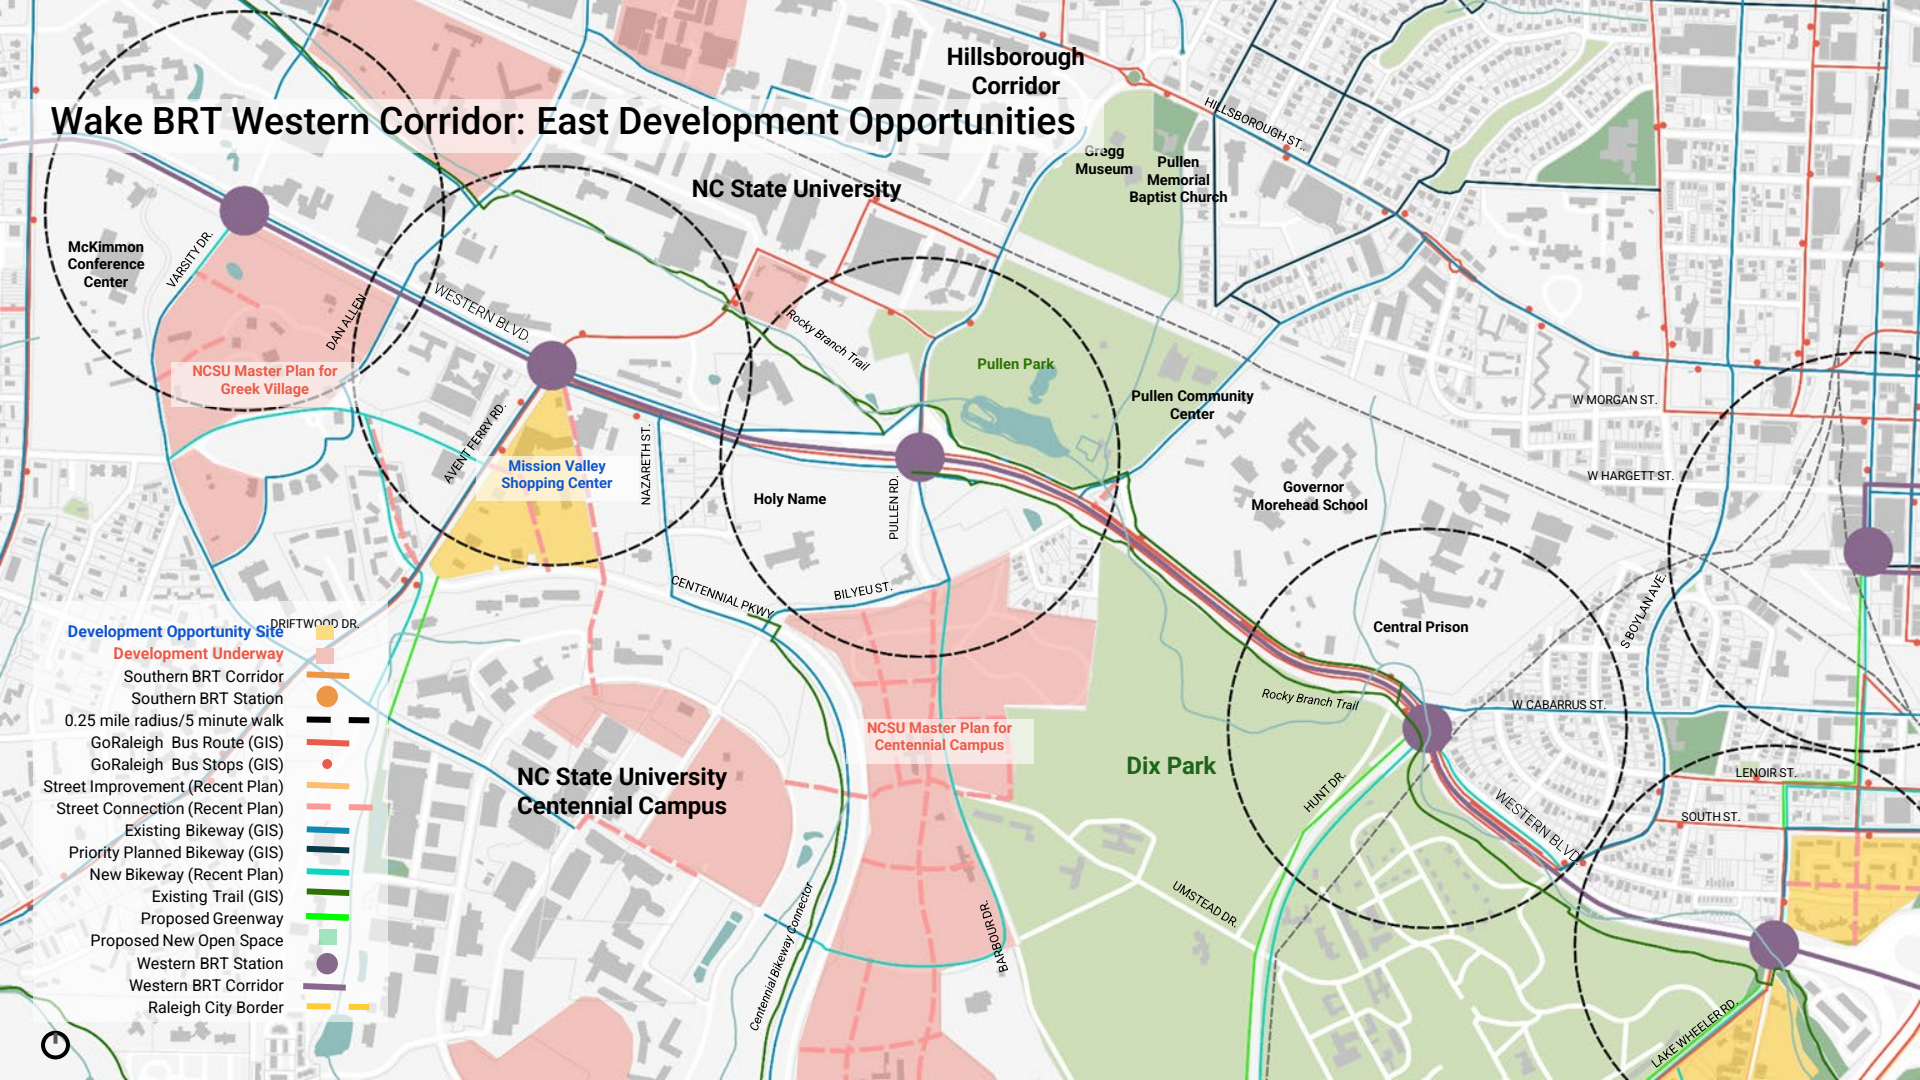 Hillsborough
Corridor
HILLSBOROUGH ST..
Wake BRT Western Corridor: East Development Opportunities
Gregg
Museum
Pullen
Memorial
Baptist Church
NC State University
McKimmon
Conference
Center
VARSITY DR.
DAN ALLEN
WESTERN BLVD.
Rocky Branch Trail
Pullen Park
NCSU Master Plan for
Greek Village
Pullen Community
Center
W MORGAN ST.
AVENT FERRY RD.
Mission Valley
Shopping Center
NAZARETH ST.
Holy Name
PULLEN RD.
Governor
Morehead School
W HARGETT ST.
CENTENNIAL PKWY
BILYEU ST.
Central Prison
S BOYLAN AVE.
DRIFTWOOD DR.
Rocky Branch Trail
W CABARRUS ST.
NCSU Master Plan for
Centennial Campus
Dix Park
NC State University
Centennial Campus
HUNT DR.
WESTERN BLVD.
LENOIR ST.
SOUTH ST.
UMSTEAD DR.
BARBOUR DR.
Centennial Bikeway Connector
LAKE WHEELER RD.
Development Opportunity Site
Development Underway
Southern BRT Corridor
Southern BRT Station
0.25 mile radius/5 minute walk
GoRaleigh Bus Route (GIS)
GoRaleigh Bus Stops (GIS)
Street Improvement (Recent Plan)
Street Connection (Recent Plan)
Existing Bikeway (GIS)
Priority Planned Bikeway (GIS)
New Bikeway (Recent Plan)
Existing Trail (GIS)
Proposed Greenway
Proposed New Open Space
Western BRT Station
Western BRT Corridor
Raleigh City Border